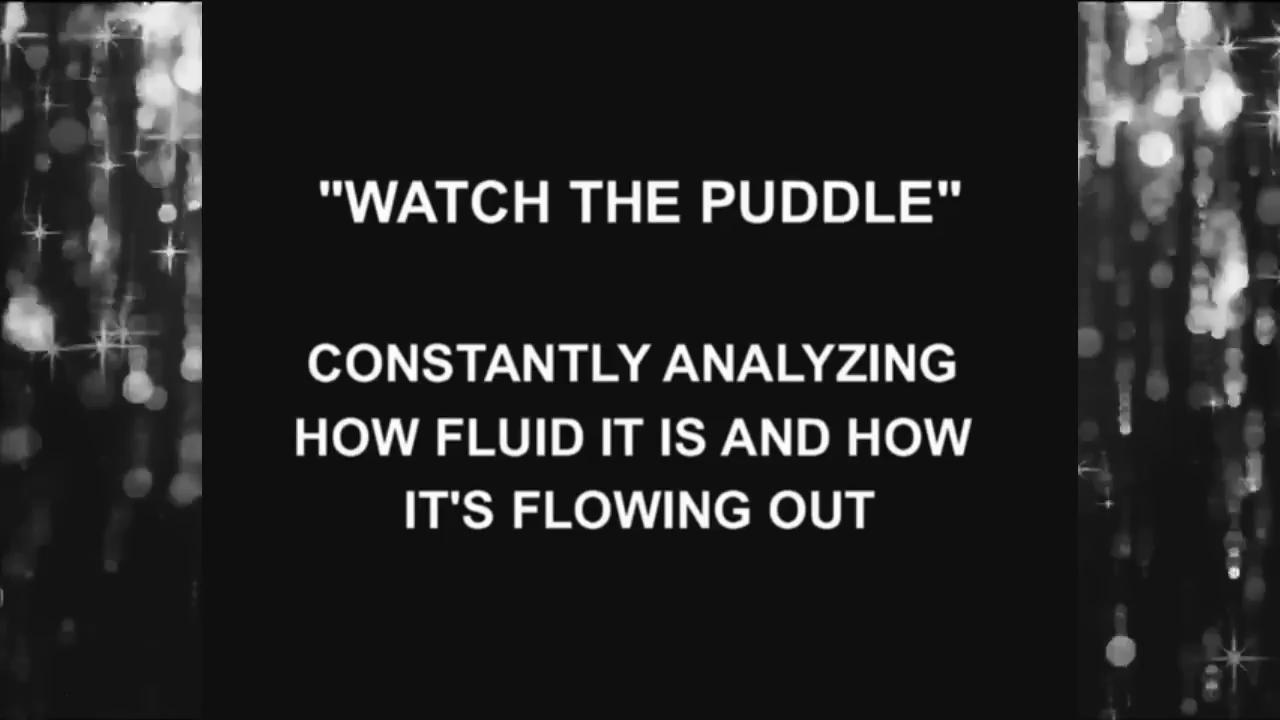 "WATCH THE PUDDLE"
CONSTANTLY ANALYZING
HOW FLUID IT IS AND HOW
IT'S FLOWING OUT